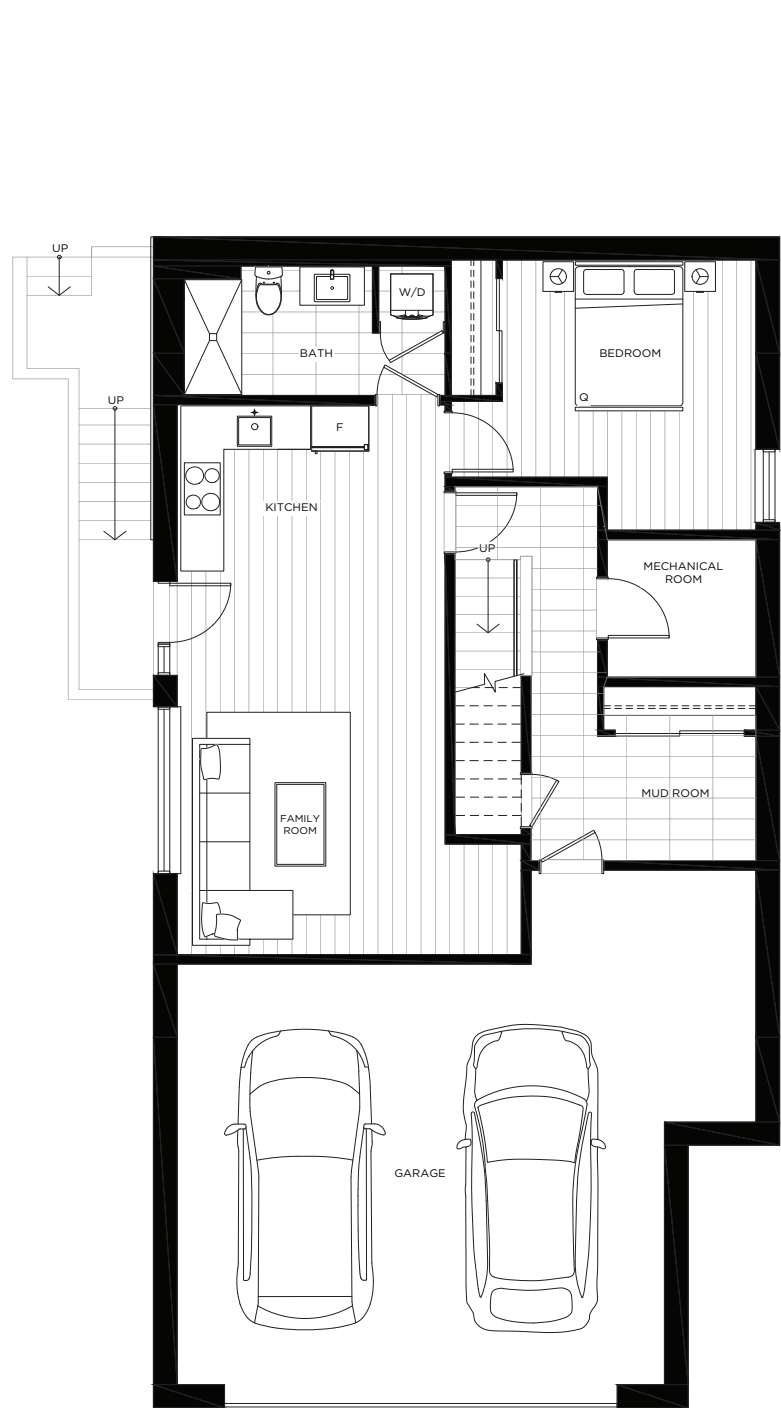 UP
W/D
BATH
BEDROOM
Q
UP
F
KITCHEN
UP
MECHANICAL
ROOM
MUD ROOM
FAMILY
ROOM
GARAGE